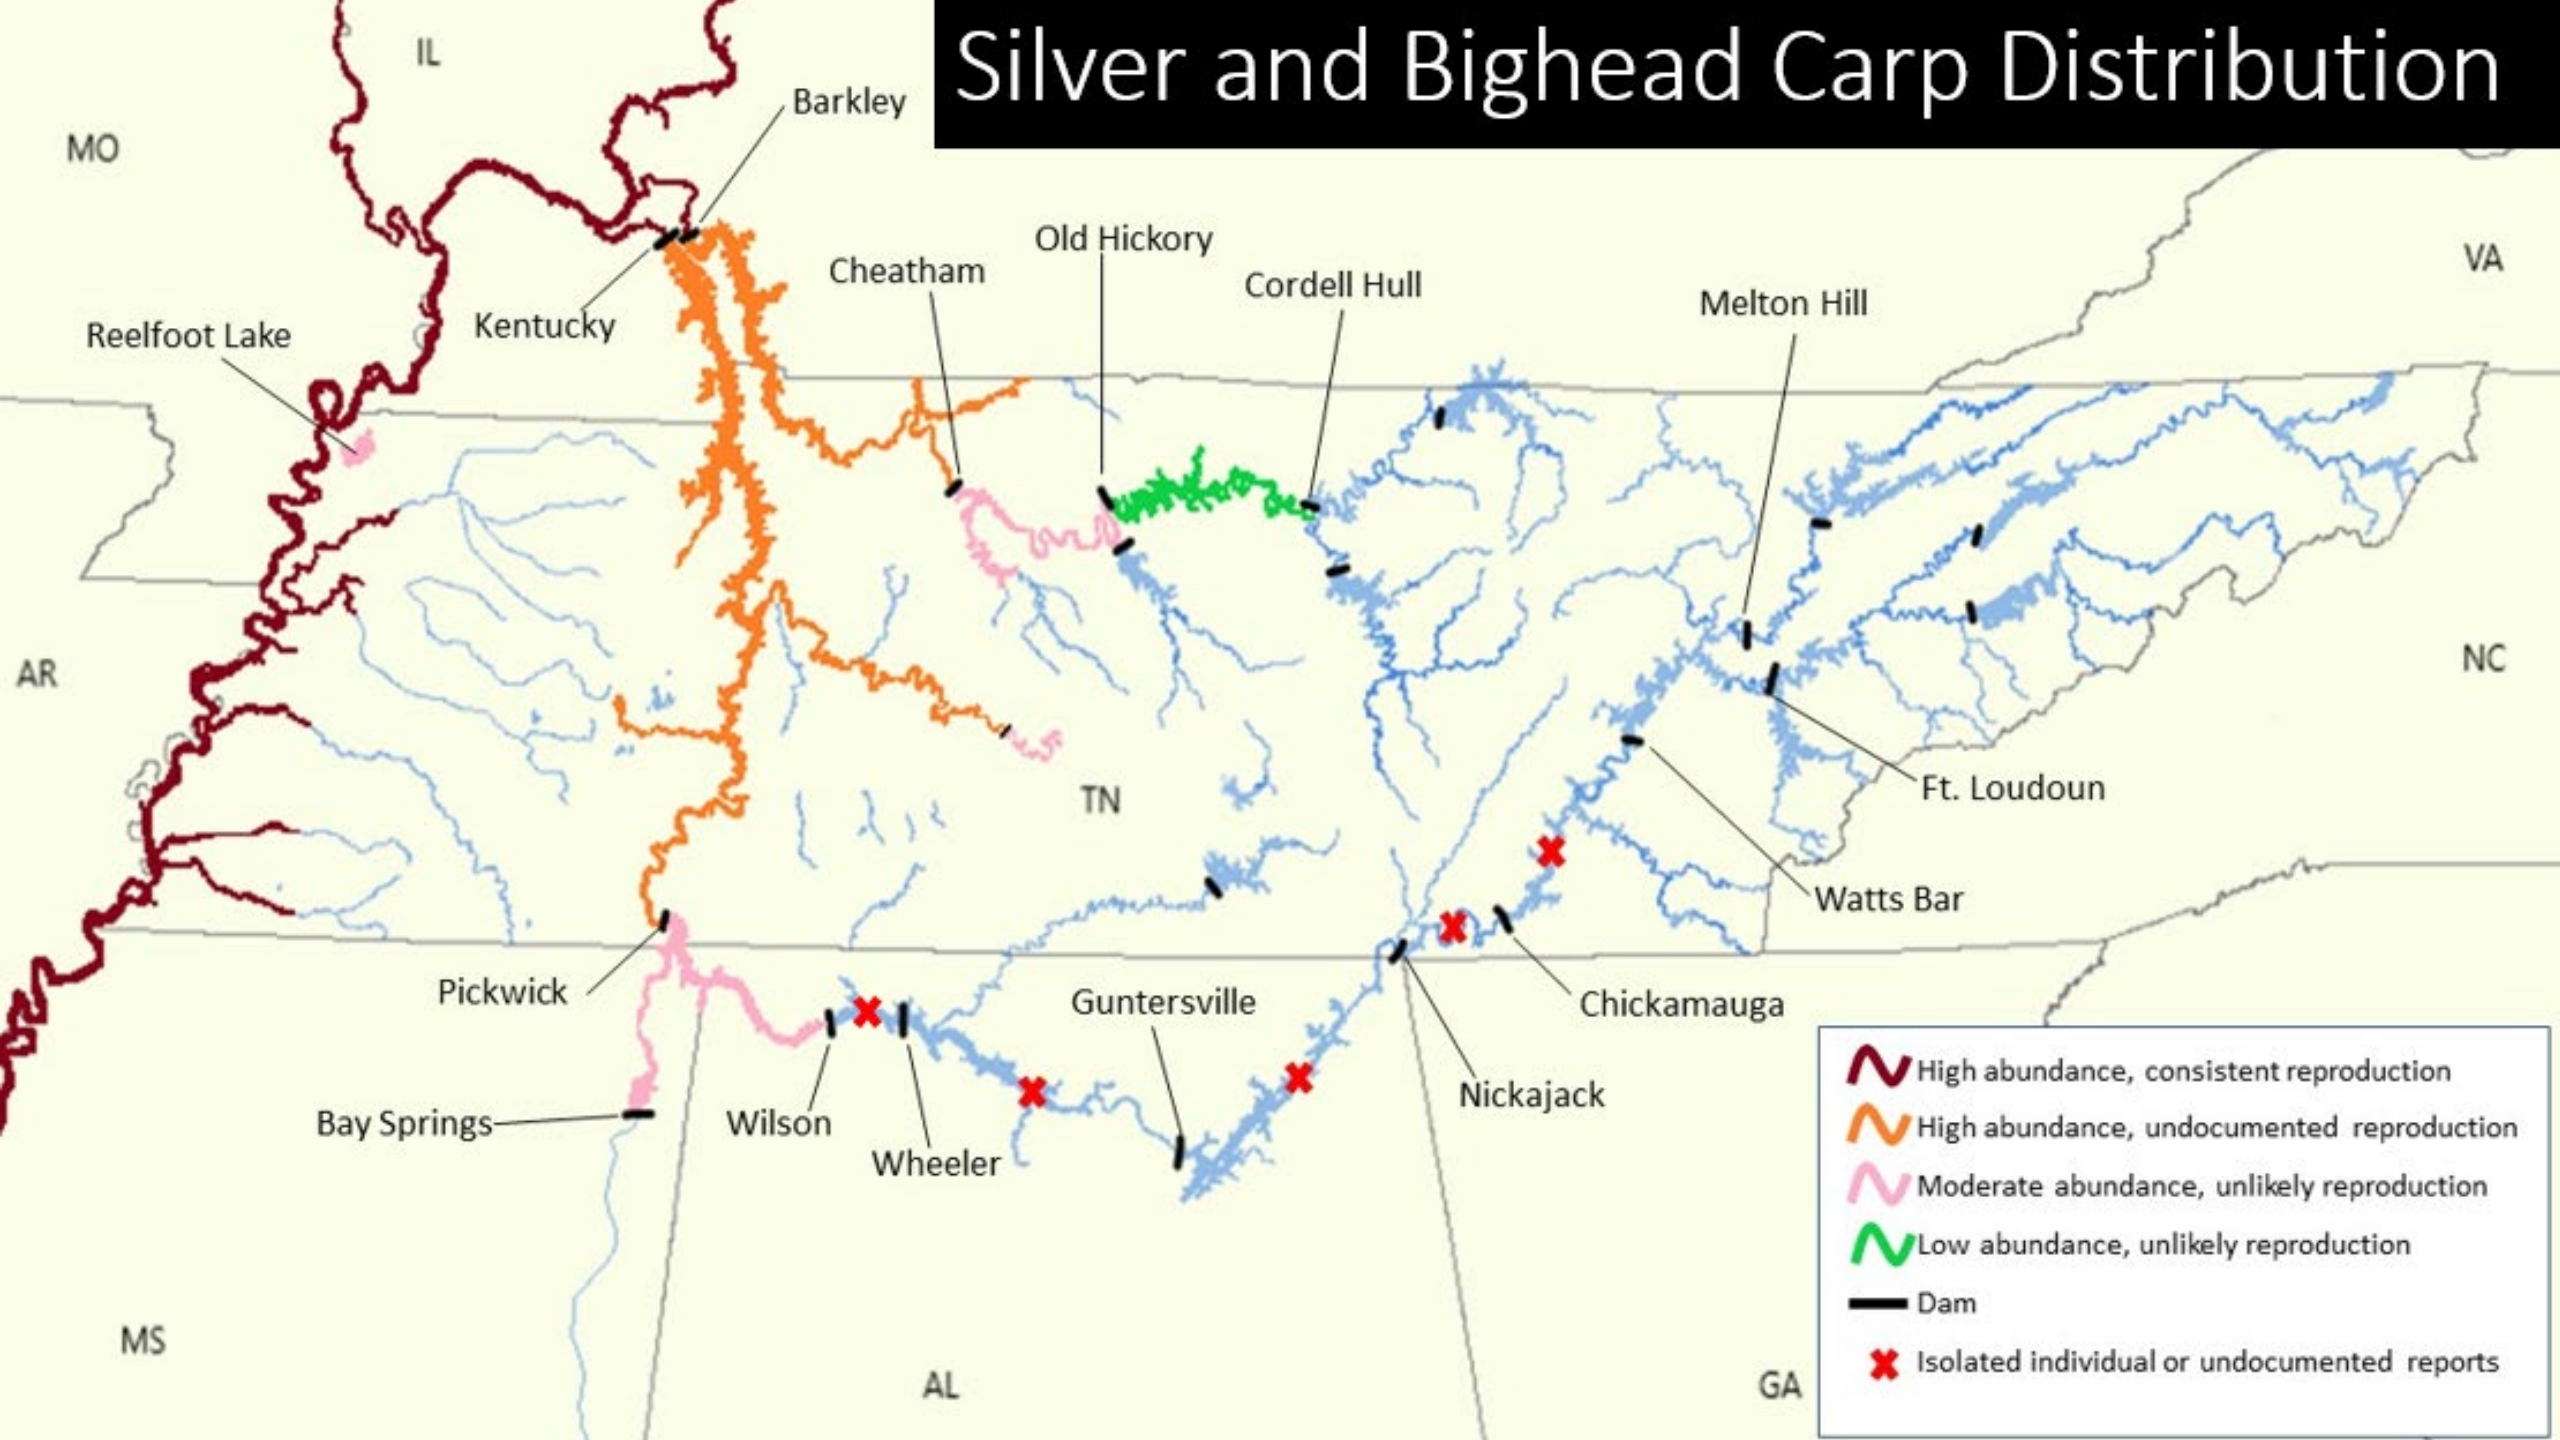 Silver and Bighead Carp Distribution
IL
Barkley
MO
Old Hickory
VA
Cheatham
Cordell Hull
Melton Hill
Kentucky
Reelfoot Lake
NC
AR
Ft. Loudoun
TN
Watts Bar
Pickwick
Guntersville
Chickamauga
Nickajack
Bay Springs
Wilson
Wheeler
MS
AL
GA
High abundance, consistent reproduction
High abundance, undocumented reproduction
Moderate abundance, unlikely reproduction
Low abundance, unlikely reproduction
Dam
Isolated individual or undocumented reports